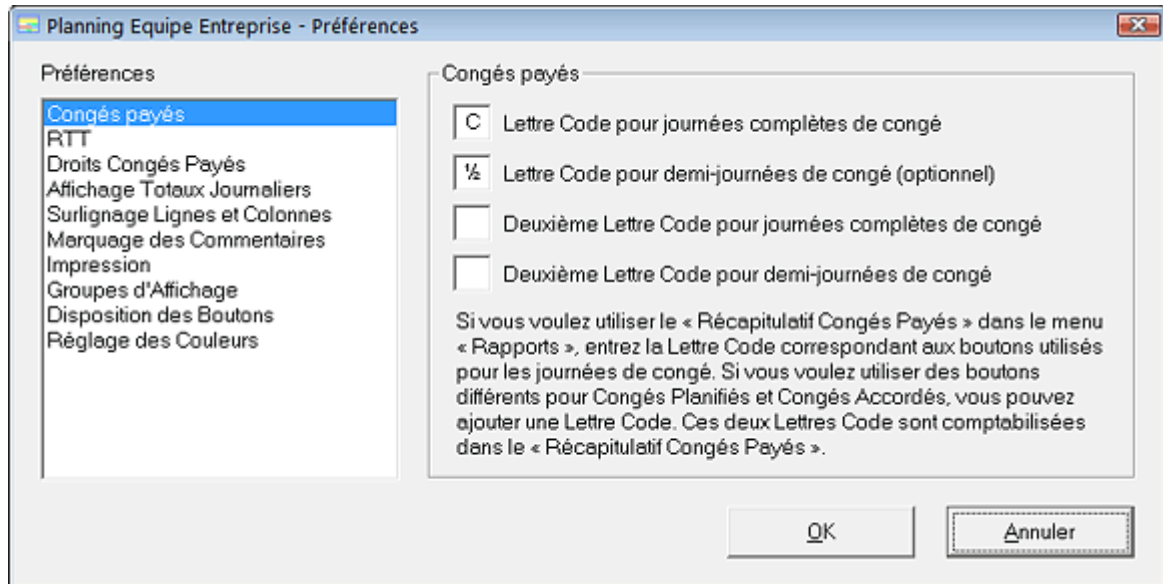 Planning Equipe Entreprise - Préférences
Préférences
Congés payés
RTT
Droits Congés Payés
Affichage Totaux Journaliers
Surlignage Lignes et Colonnes
Marquage des Commentaires
Impression
Groupes d'Affichage
Disposition des Boutons
Réglage des Couleurs
Congés payés
C Lettre Code pour journées complètes de congé
½ Lettre Code pour demi-journées de congé (optionnel)
Deuxième Lettre Code pour journées complètes de congé
Deuxième Lettre Code pour demi-journées de congé
Si vous voulez utiliser le « Récapitulatif Congés Payés » dans le menu
« Rapports », entrez la Lettre Code correspondant aux boutons utilisés
pour les journées de congé. Si vous voulez utiliser des boutons
différents pour Congés Planifiés et Congés Accordés, vous pouvez
ajouter une Lettre Code. Ces deux Lettres Code sont comptabilisées
dans le « Récapitulatif Congés Payés ».
OK
Annuler